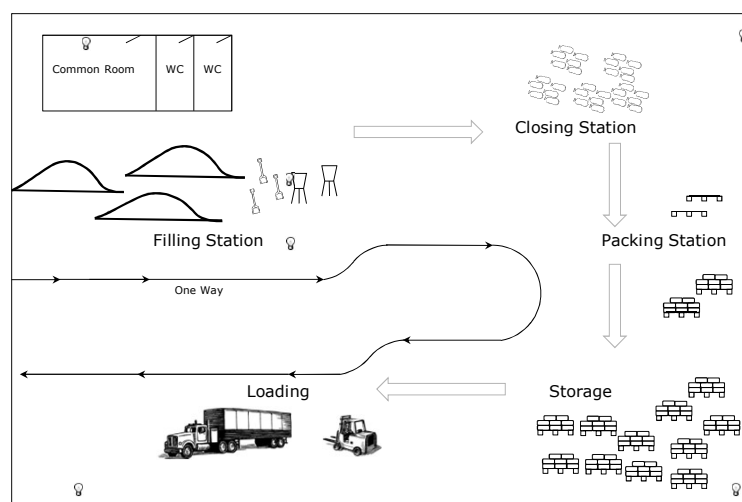 Common Room
WC
WC
Closing Station
Filling Station
Packing Station
One Way
Loading
Storage